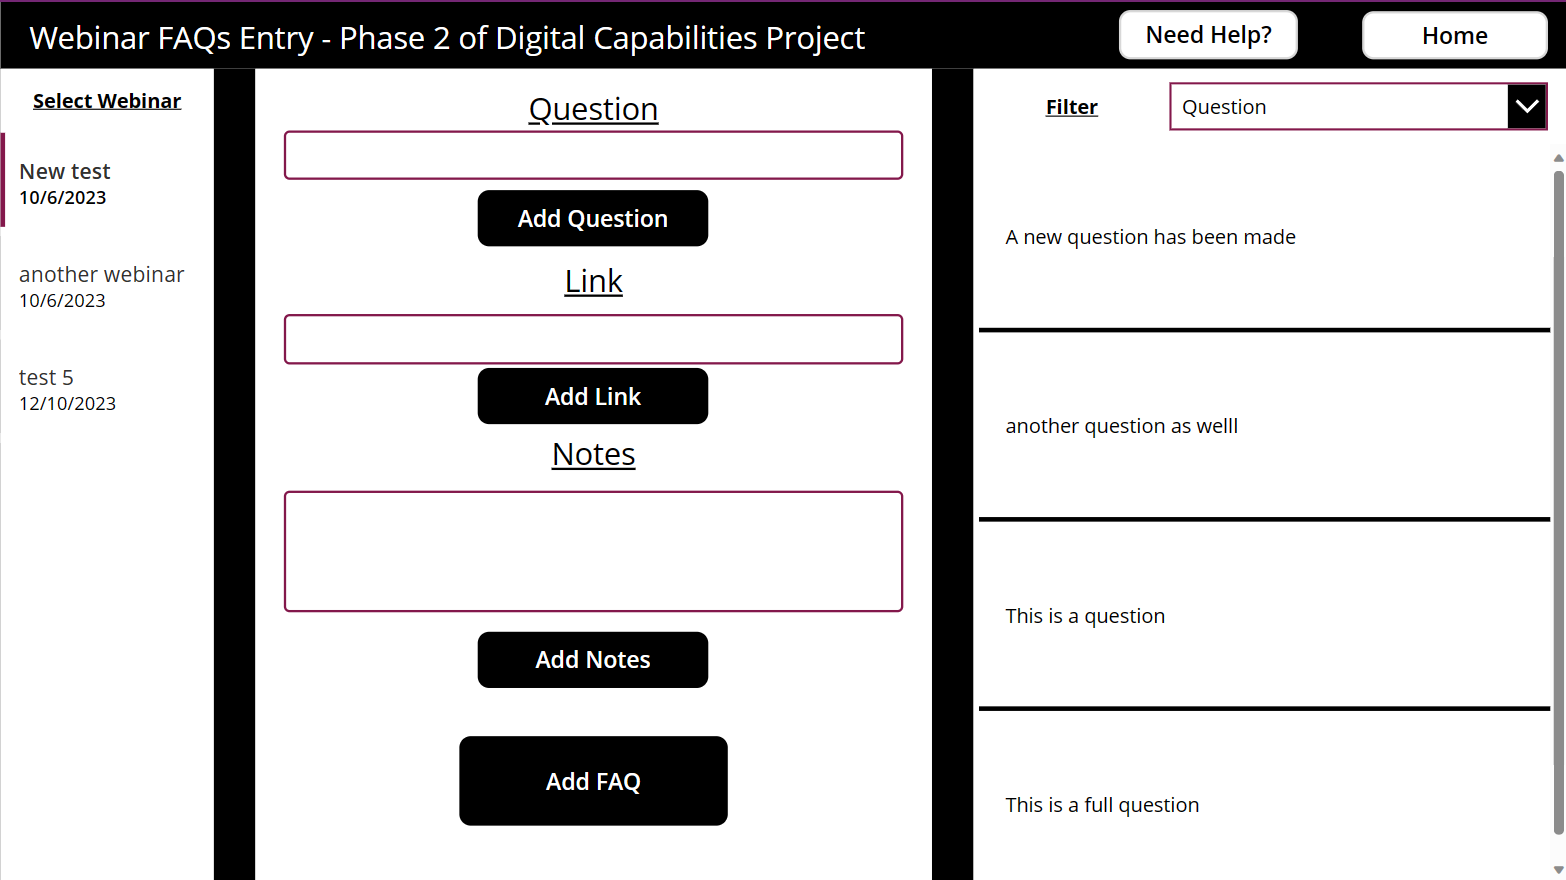 Webinar FAQs Entry - Phase 2 of Digital Capabilities Project
Need Help?
Home
Select Webinar
New test
10/6/2023
another webinar
10/6/2023
test 5
12/10/2023
Question
Add Question
Link
Add Link
Notes
Add Notes
Add FAQ
Filter
Question
A new question has been made
another question as welll
This is a question
This is a full question